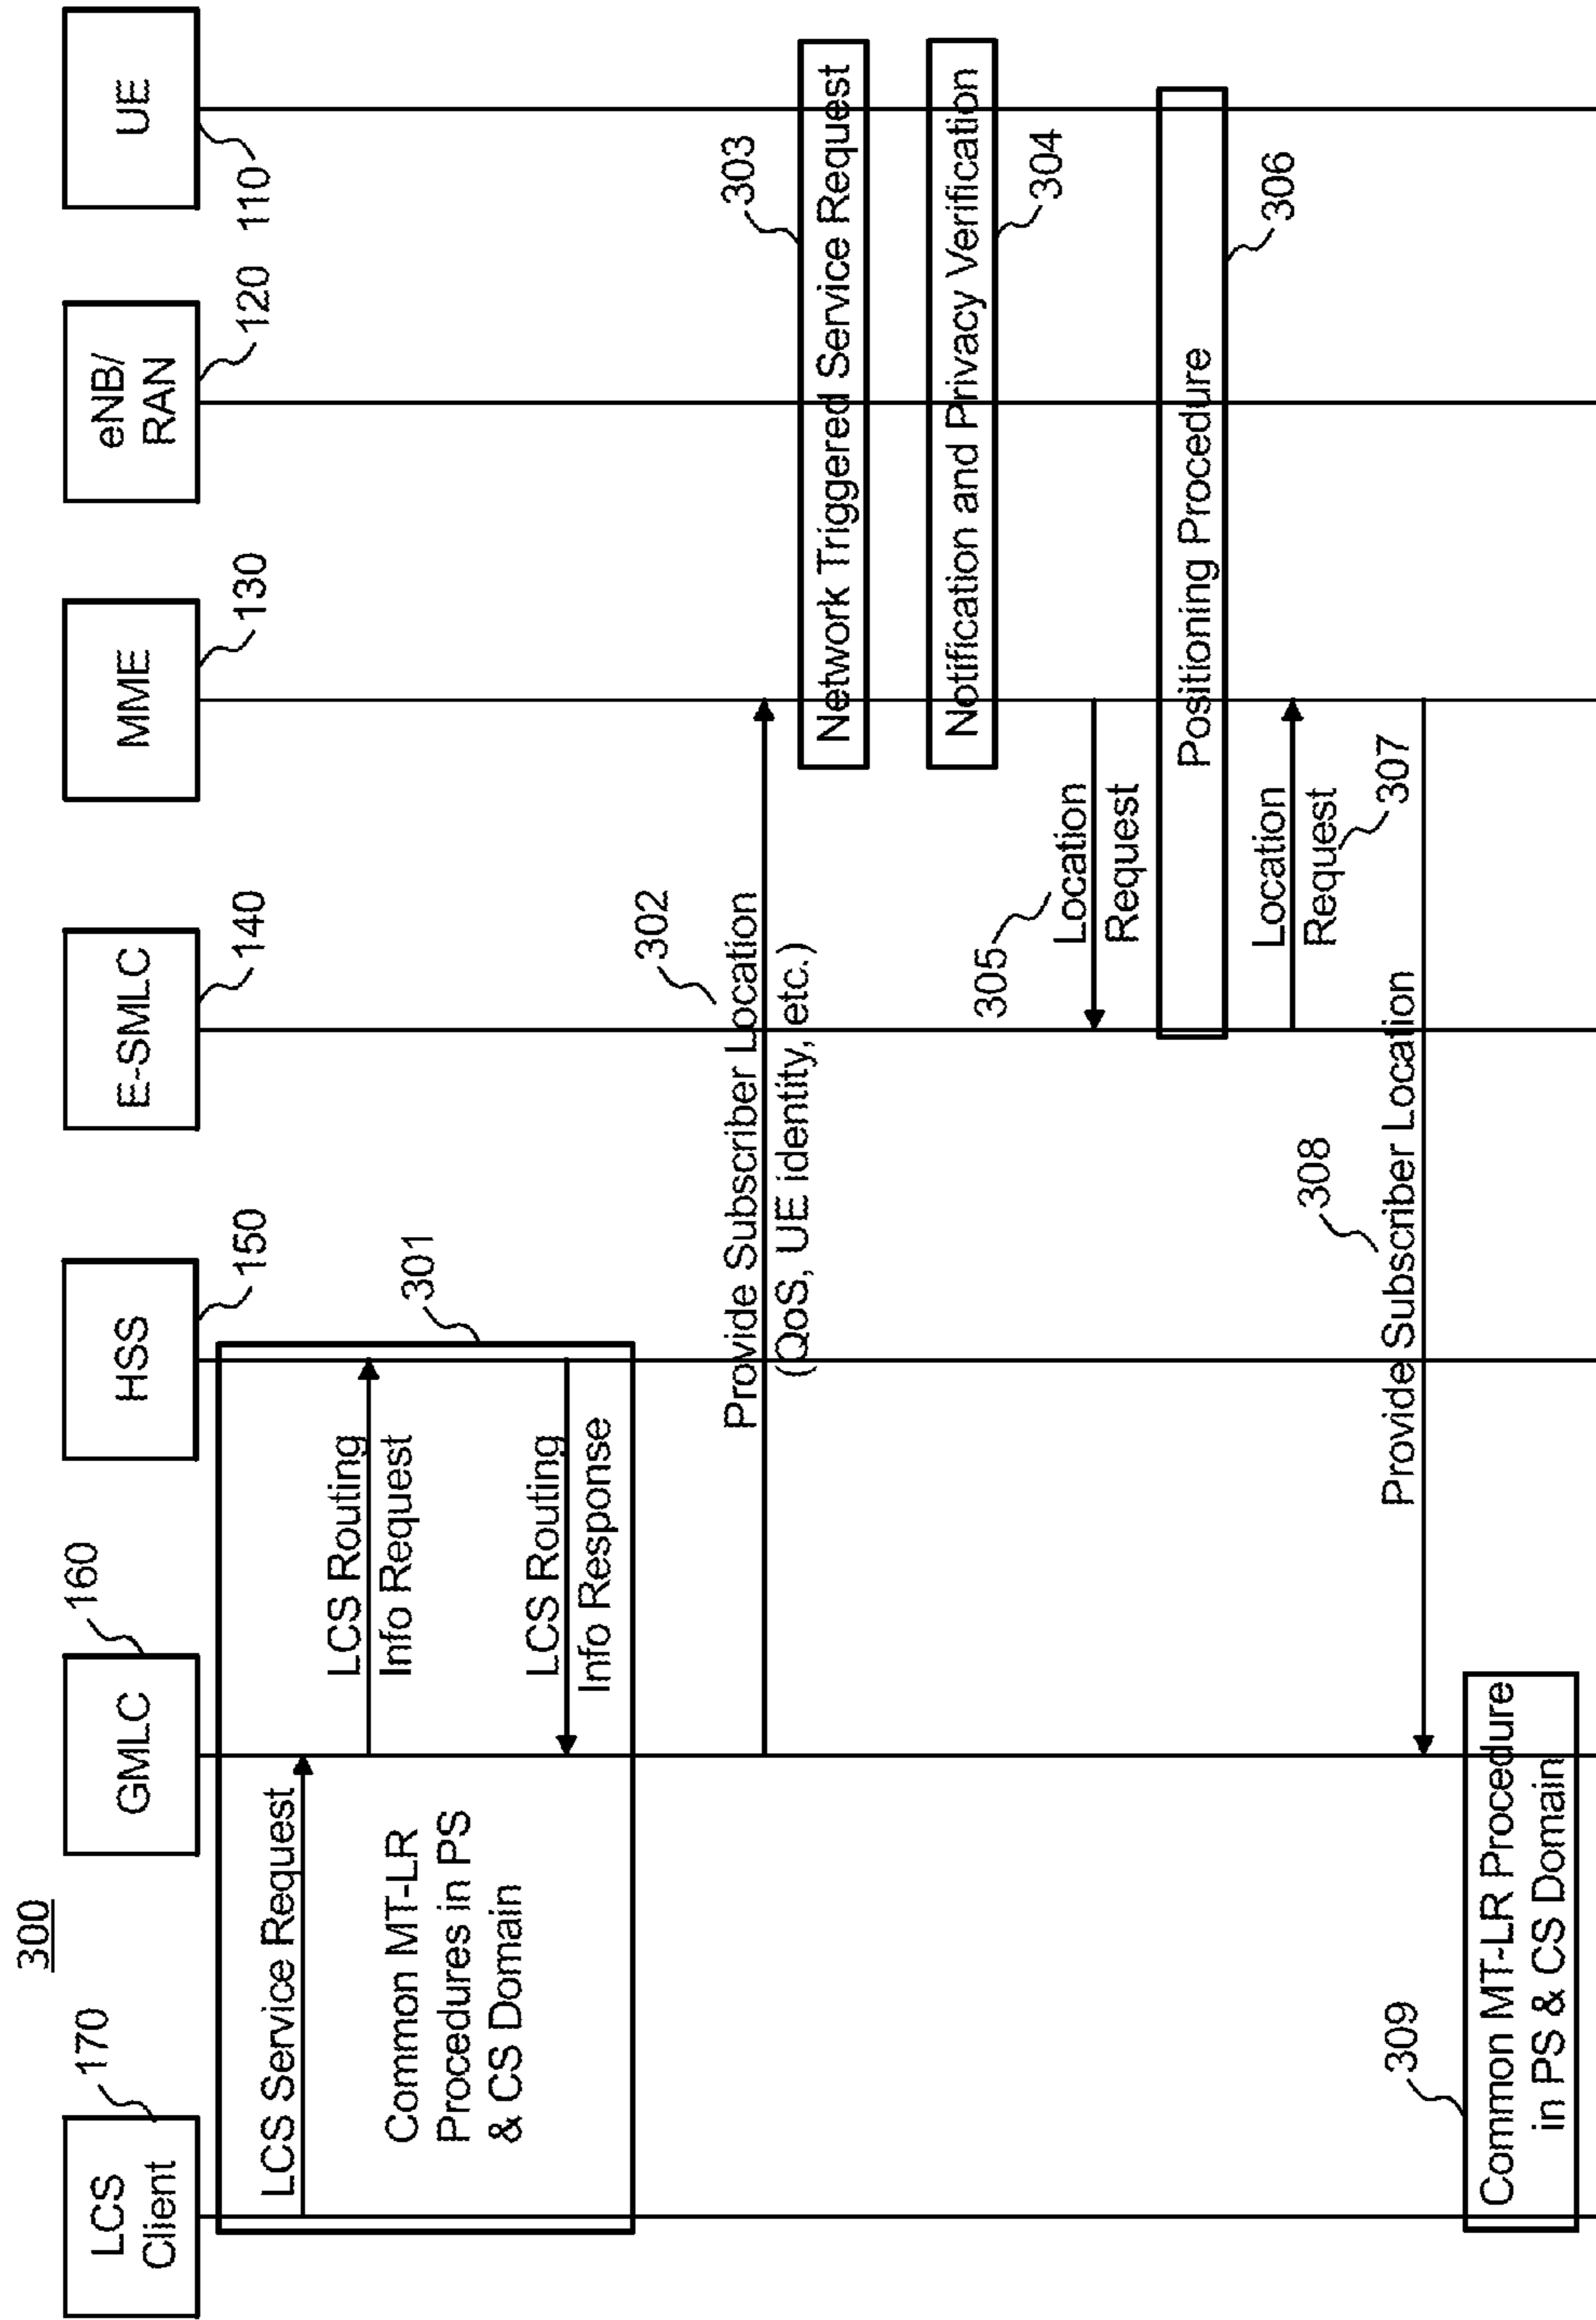 300
LCS
Client
170
GMLC
160
HSS
150
E-SMLC
140
MME
130
eNB/
RAN
120
UE
110
LCS Service Request
LCS Routing
Info Request
Common MT-LR
Procedures in PS
& CS Domain
LCS Routing
Info Response
301
302
Provide Subscriber Location
(QoS, UE identity, etc.)
303
Network Triggered Service Request
Notification and Privacy Verification
304
305
Location
Request
Positioning Procedure
306
Location
Request
307
308
Provide Subscriber Location
309
Common MT-LR Procedure
in PS & CS Domain